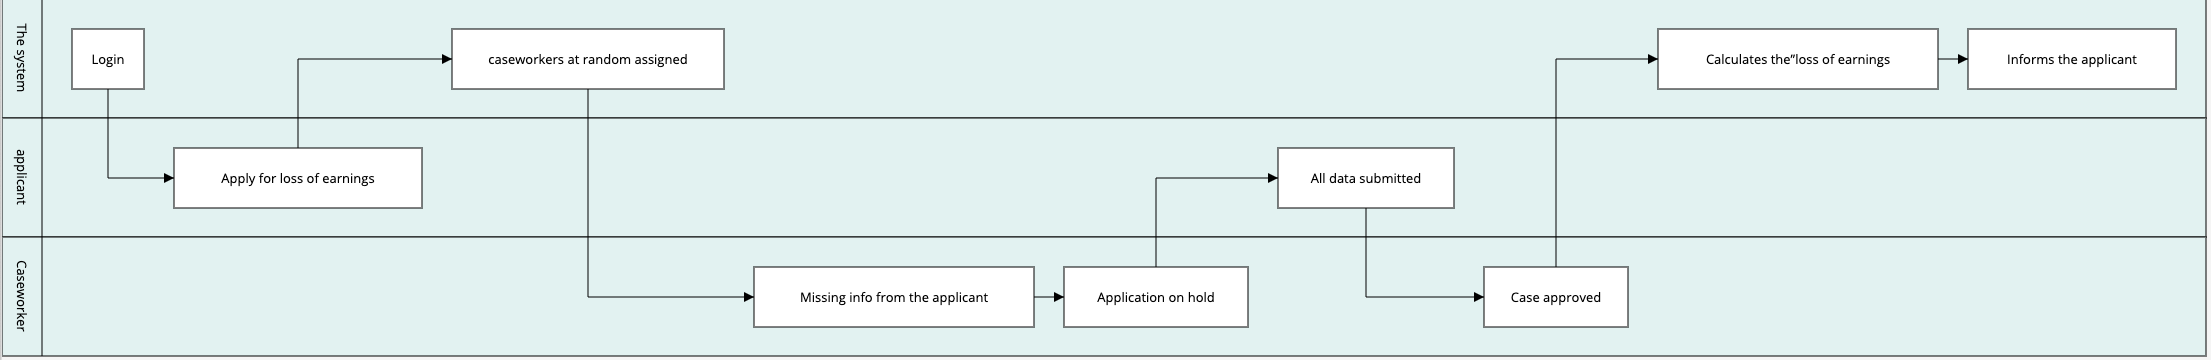 The system
Login
caseworkers at random assigned
Calculates the"loss of earnings
Informs the applicant
applicant
Apply for loss of earnings
All data submitted
Caseworker
Missing info from the applicant
Application on hold
Case approved